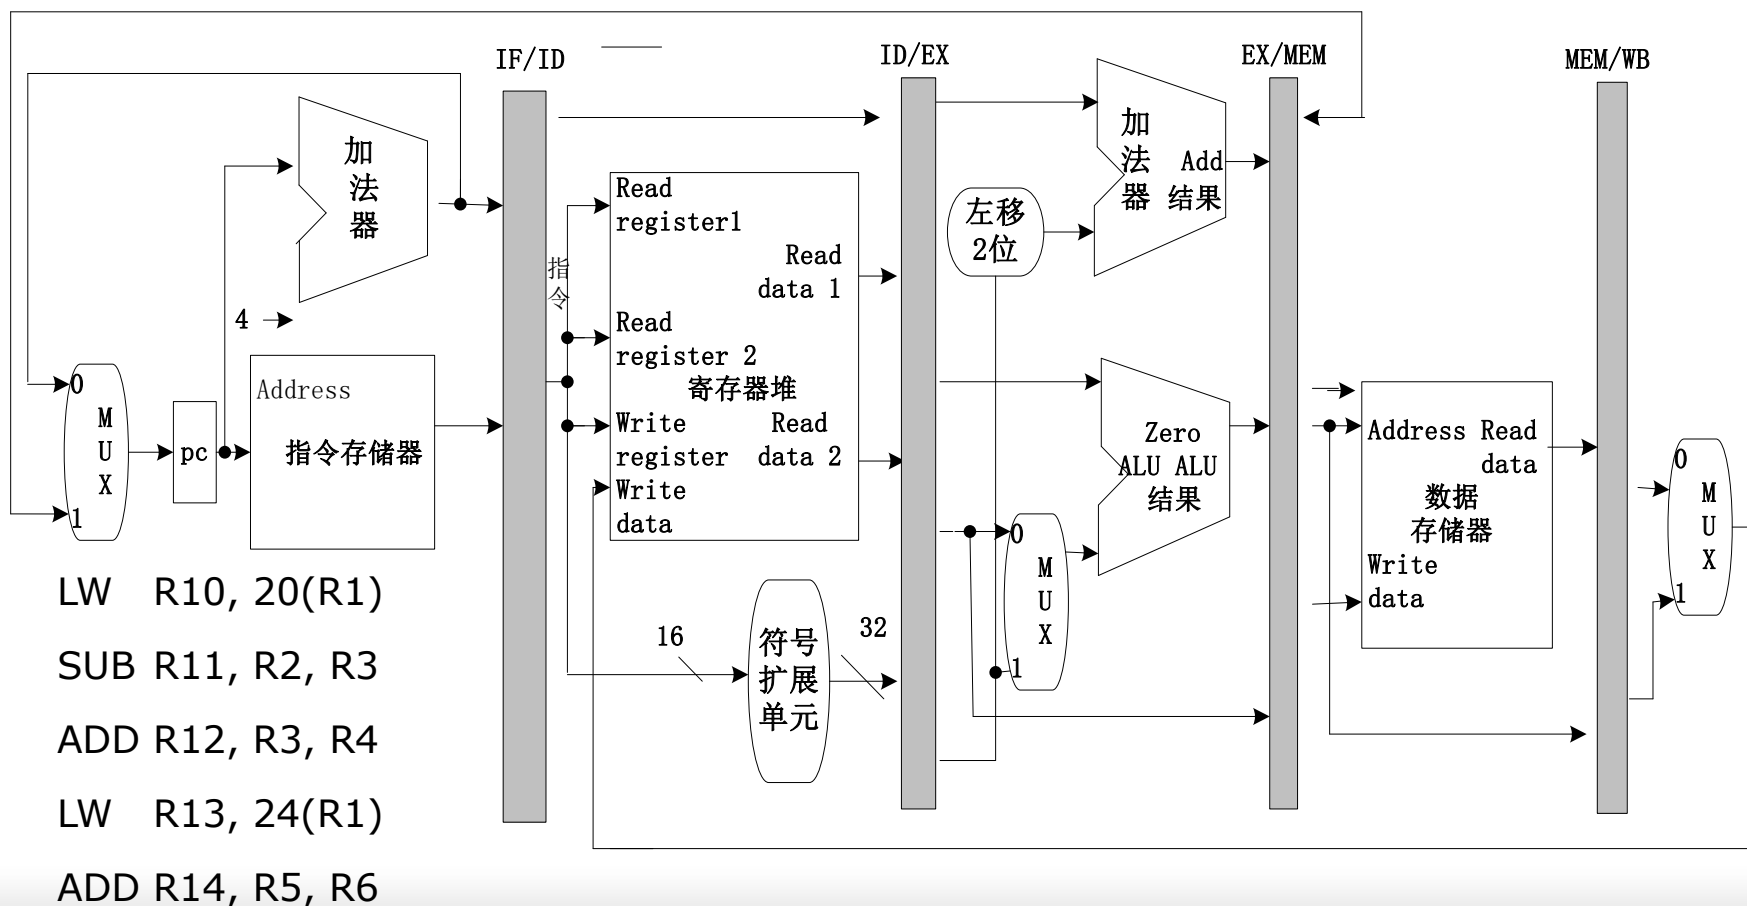 IF/ID
ID/EX
EX/MEM
MEM/WB
加
法
器
4
0
M
U
X
1
pc
Address
指令存储器
指
令
Read
register1
Read
data 1
Read
register 2
寄存器堆
Write
register
Read
data 2
Write
data
16
符号
扩展
单元
32
左移
2位
加
法
器
Add
结果
Zero
ALU ALU
结果
0
M
U
X
1
Address Read
data
数据
存储器
Write
data
0
M
U
X
1
LW R10, 20(R1)
SUB R11, R2, R3
ADD R12, R3, R4
LW R13, 24(R1)
ADD R14, R5, R6